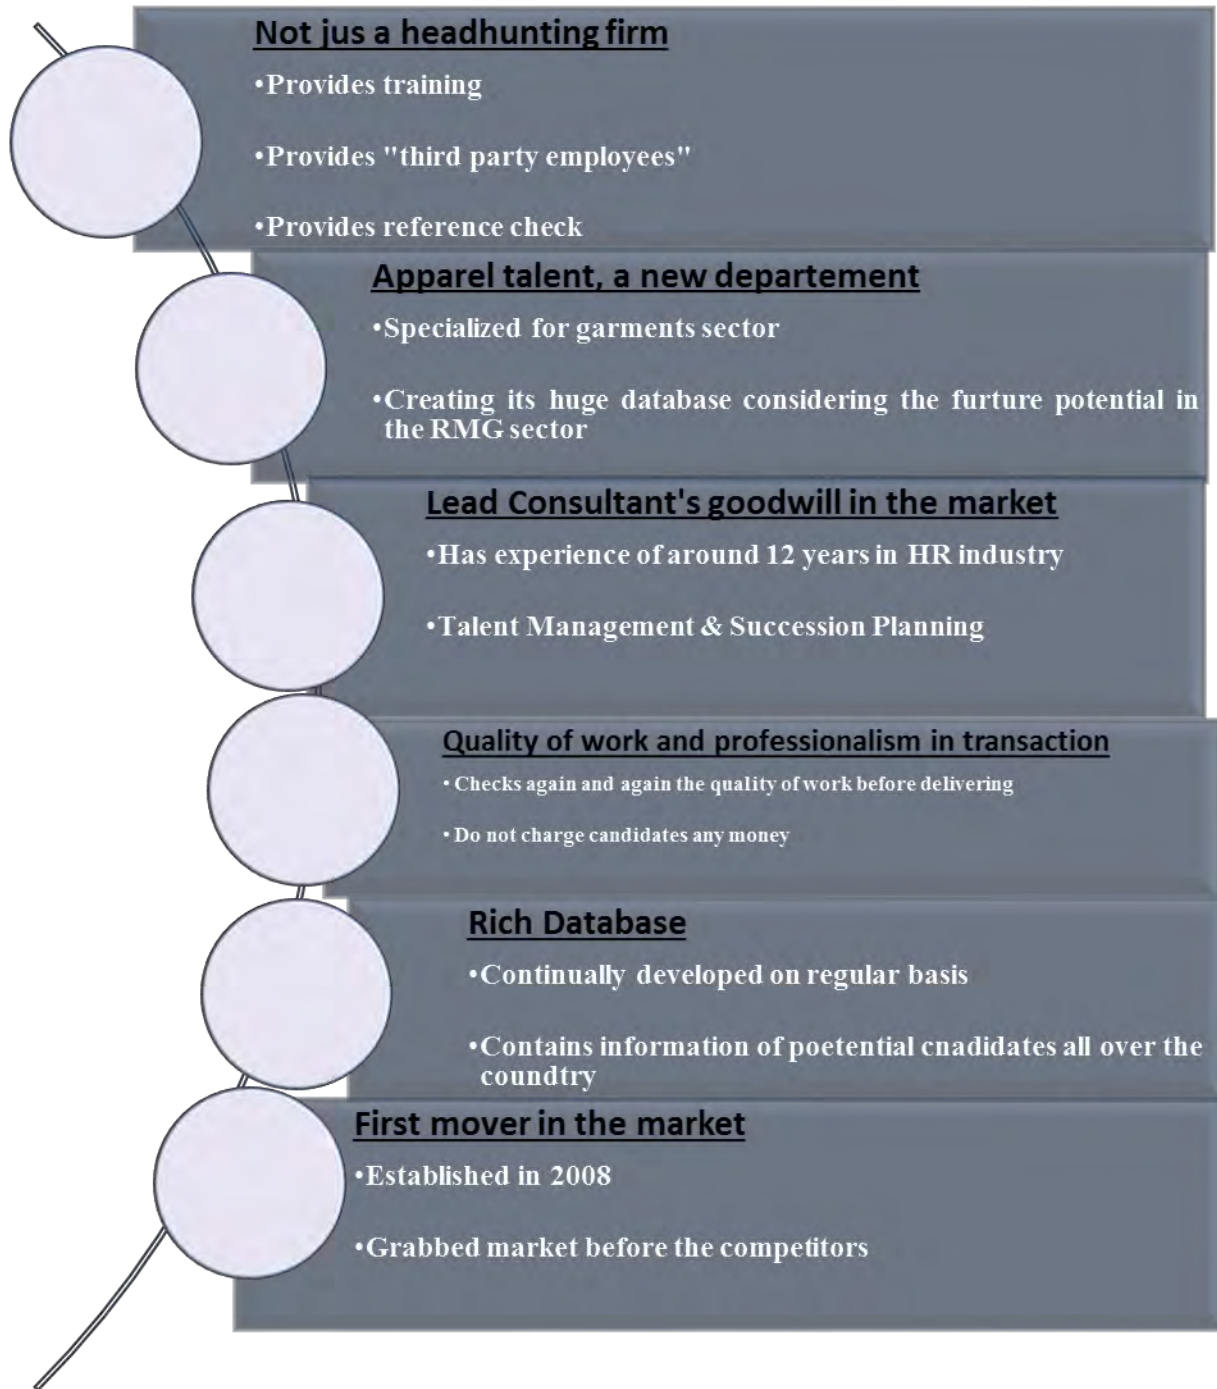 Not jus a headhunting firm
•Provides training
•Provides "third party employees"
•Provides reference check
Apparel talent, a new departement
•Specialized for garments sector
•Creating its huge database considering the furture potential in
the RMG sector
Lead Consultant's goodwill in the market
•Has experience of around 12 years in HR industry
•Talent Management & Succession Planning
Quality of work and professionalism in transaction
• Checks again and again the quality of work before delivering
• Do not charge candidates any money
Rich Database
•Continually developed on regular basis
•Contains information of poetential cnadidates all over the
coundtry
First mover in the market
•Established in 2008
•Grabbed market before the competitors